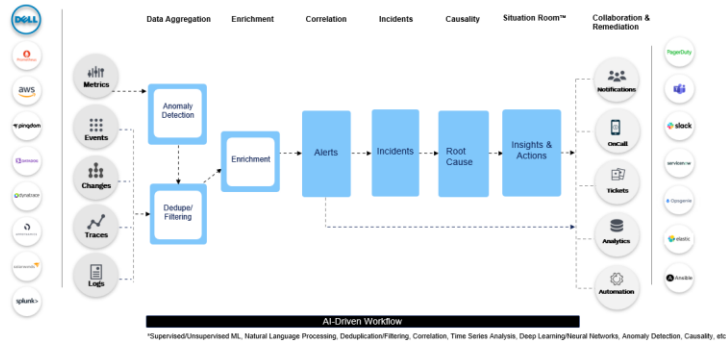 Data Aggregation
Enrichment
Correlation
Incidents
Causality
Situation Room™
Collaboration &
Remediation
DELL
aws
pingdom
dynatrace
splunk>
Metrics
Events
Changes
Traces
Logs
Anomaly
Detection
Dedupe/
Filtering
Enrichment
Alerts
Incidents
Root
Cause
Insights &
Actions
Notifications
OnCall
Tickets
Analytics
Automation
PagerDuty
slack
servicenow
Opsgenie
elastic
Ansible
AI-Driven Workflow
*Supervised/Unsupervised ML, Natural Language Processing, Deduplication/Filtering, Correlation, Time Series Analysis, Deep Learning/Neural Networks, Anomaly Detection, Causality, etc